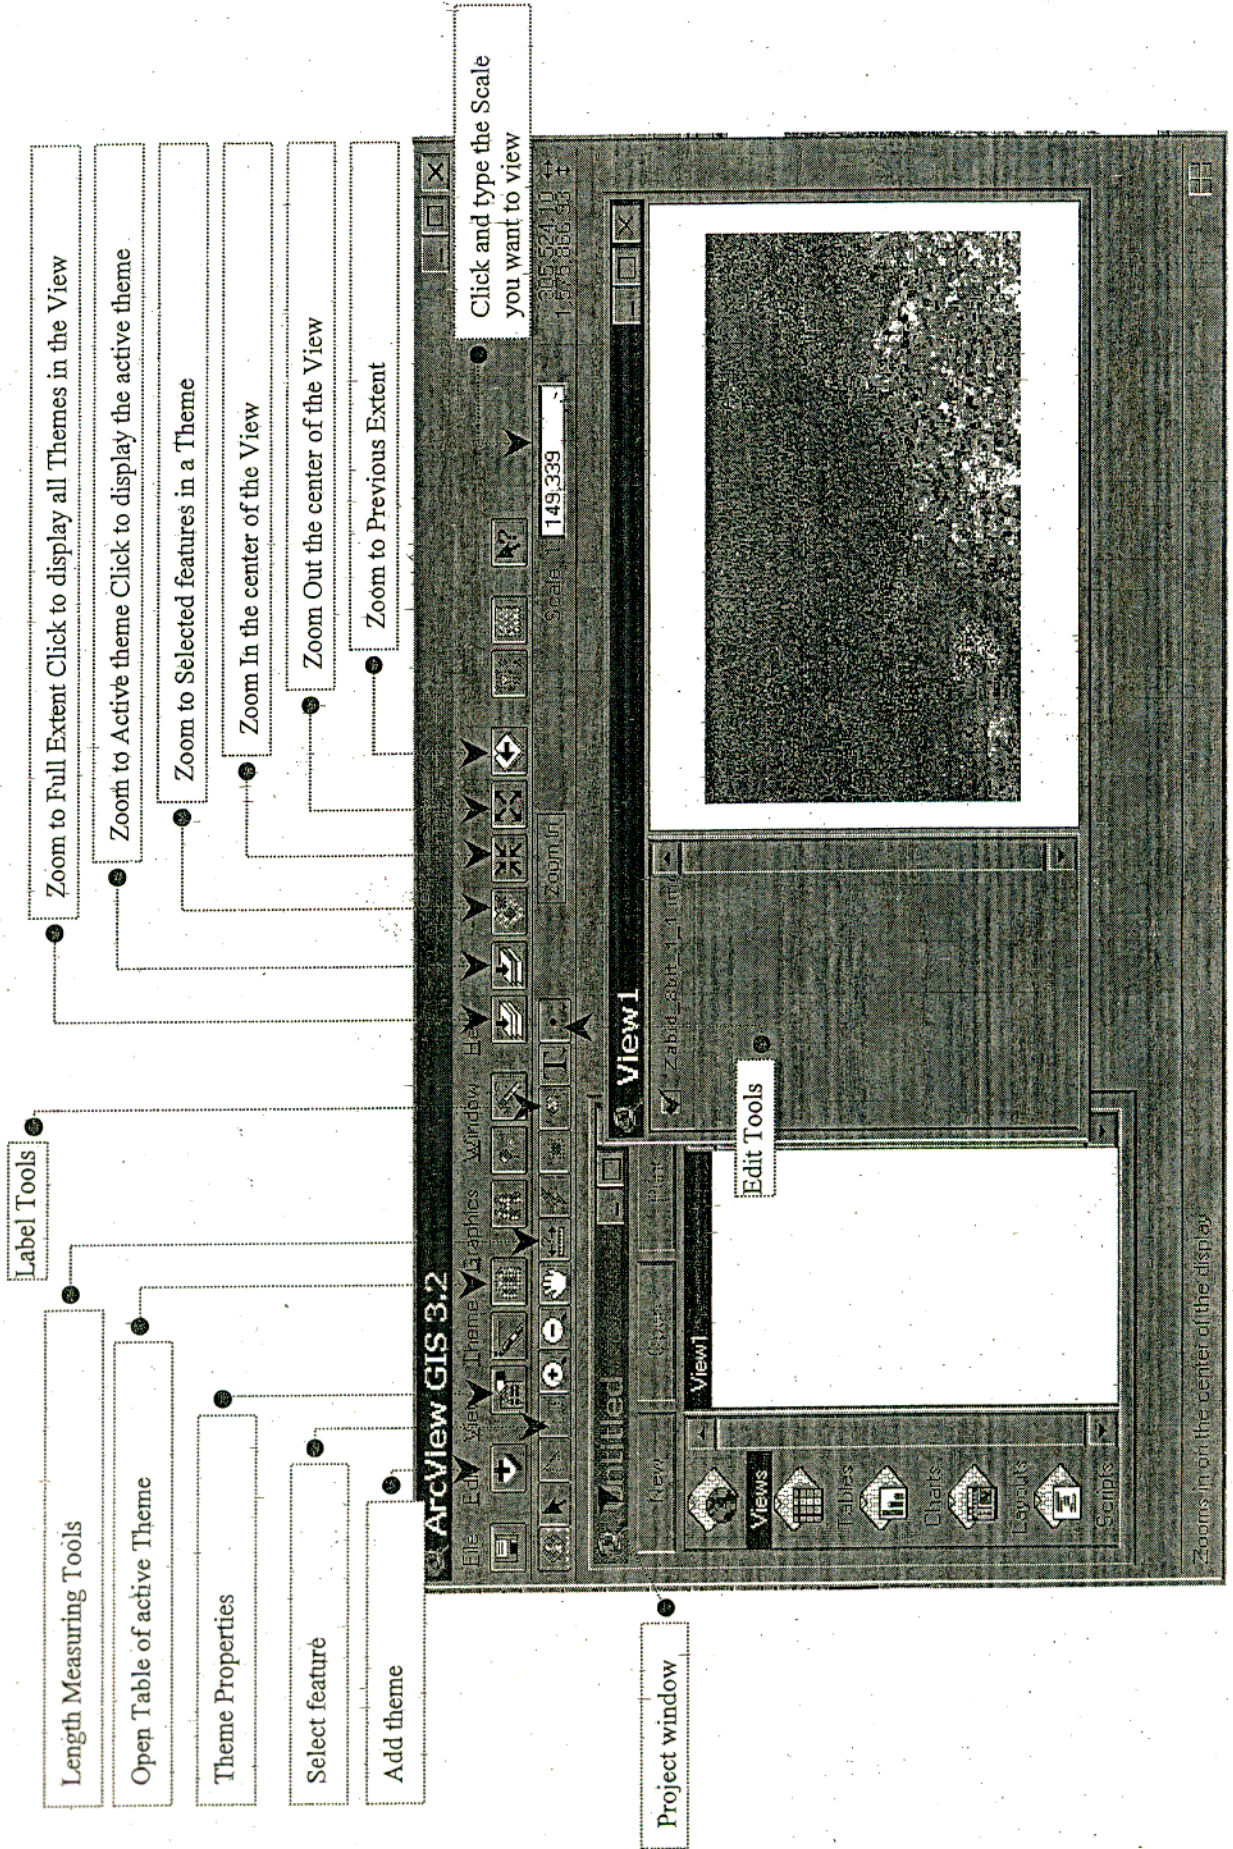 Zoom to Full Extent Click to display all Themes in the View
Zoom to Active theme Click to display the active theme
Zoom to Selected features in a Theme
Zoom In the center of the View
Zoom Out the center of the View
Zoom to Previous Extent
Click and type the Scale
you want to view
Label Tools
Length Measuring Tools
Open Table of active Theme
Theme Properties
Select feature
Add theme
ArcView GIS 3.2
File Edit View Theme Graphics Window
Scale 149,339
Zoom In
Untitled
New Open Print
View1
Views
Tables
Charts
Layouts
Scripts
View1
Edit Tools
Project window
Zooms in on the center of the display